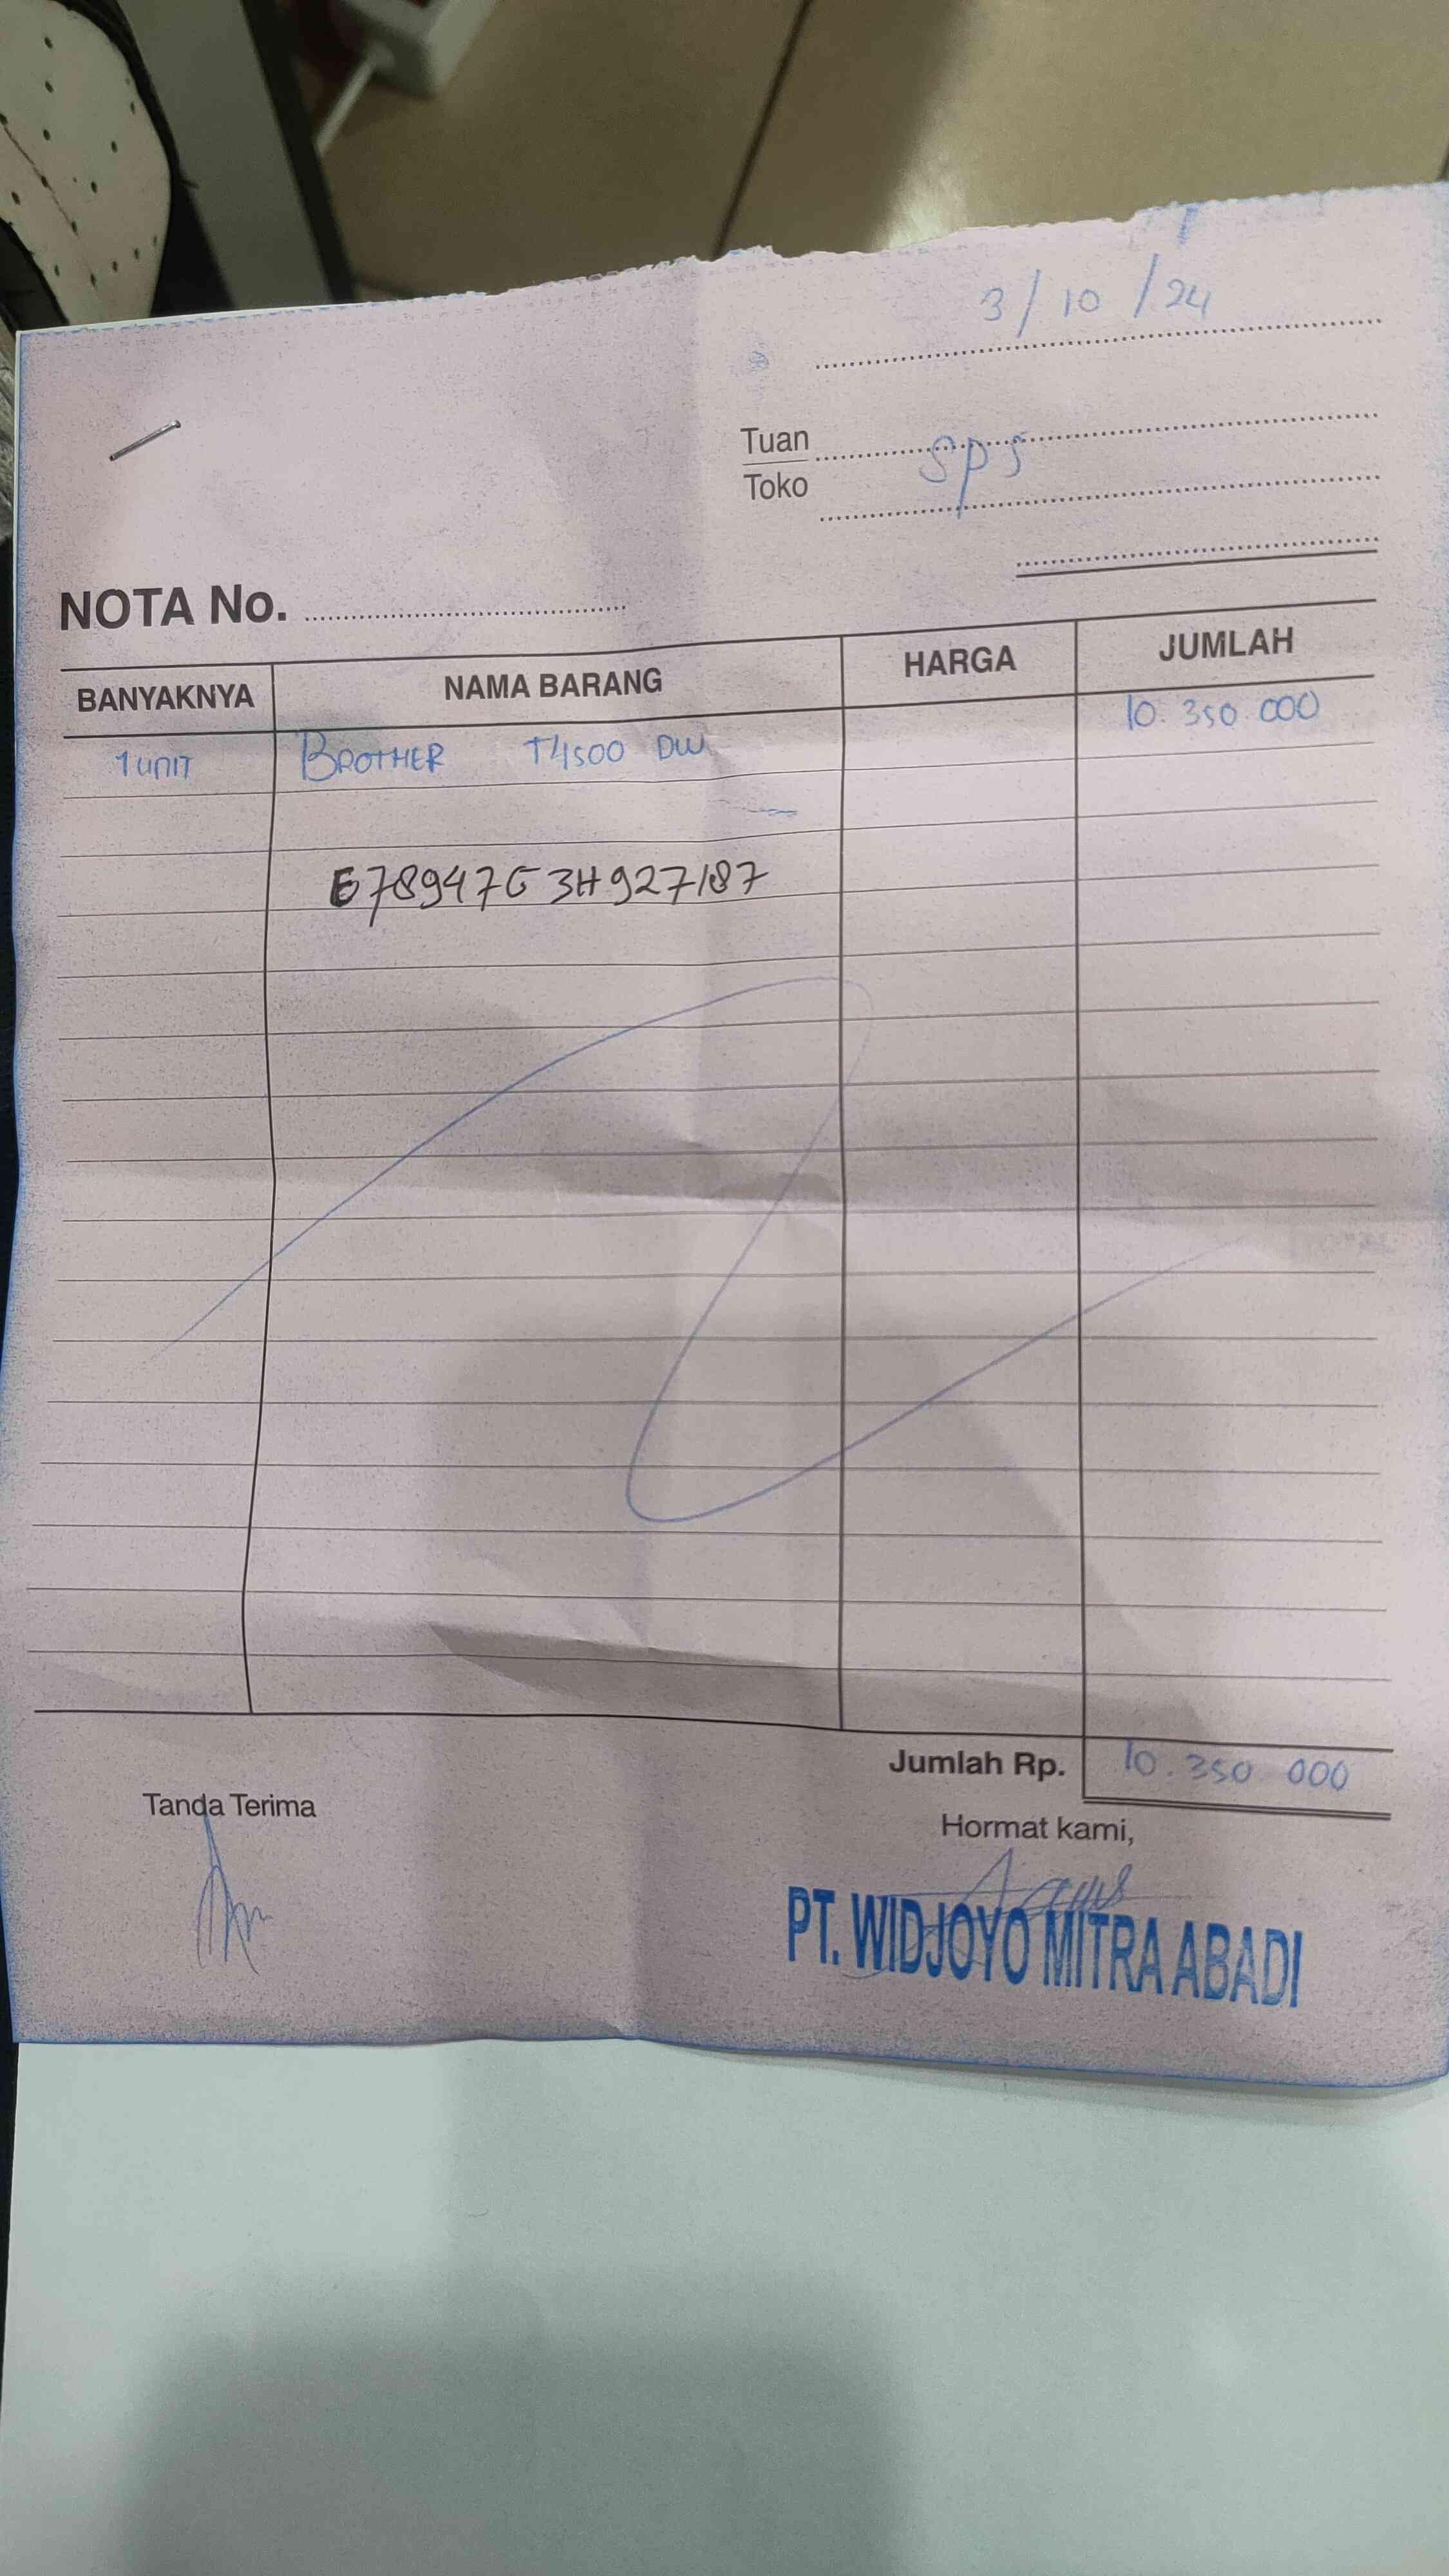 3/10/24
Tuan
Toko
SPS
NOTA No.
BANYAKNYA NAMA BARANG HARGA JUMLAH
1 UNIT BROTHER T4500 DW 10.350.000
E78947G3H927187
Jumlah Rp. 10.350.000
Tanda Terima
Hormat kami,
PT. WIDJOYO MITRA ABADI